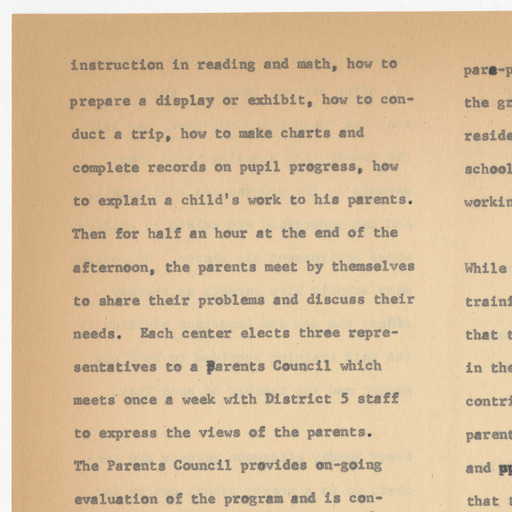 instruction in reading and math, how to
prepare a display or exhibit, how to con-
duct a trip, how to make charts and
complete records on pupil progress, how
to explain a child's work to his parents.
Then for half an hour at the end of the
afternoon, the parents meet by themselves
to share their problems and discuss their
needs.  Each center elects three repre-
sentatives to a Parents Council which
meets once a week with District 5 staff
to express the views of the parents.
The Parents Council provides on-going
evaluation of the program and is con-
para-p
the gr
reside
school
workin
While
traini
that t
in the
contri
parent
and
that